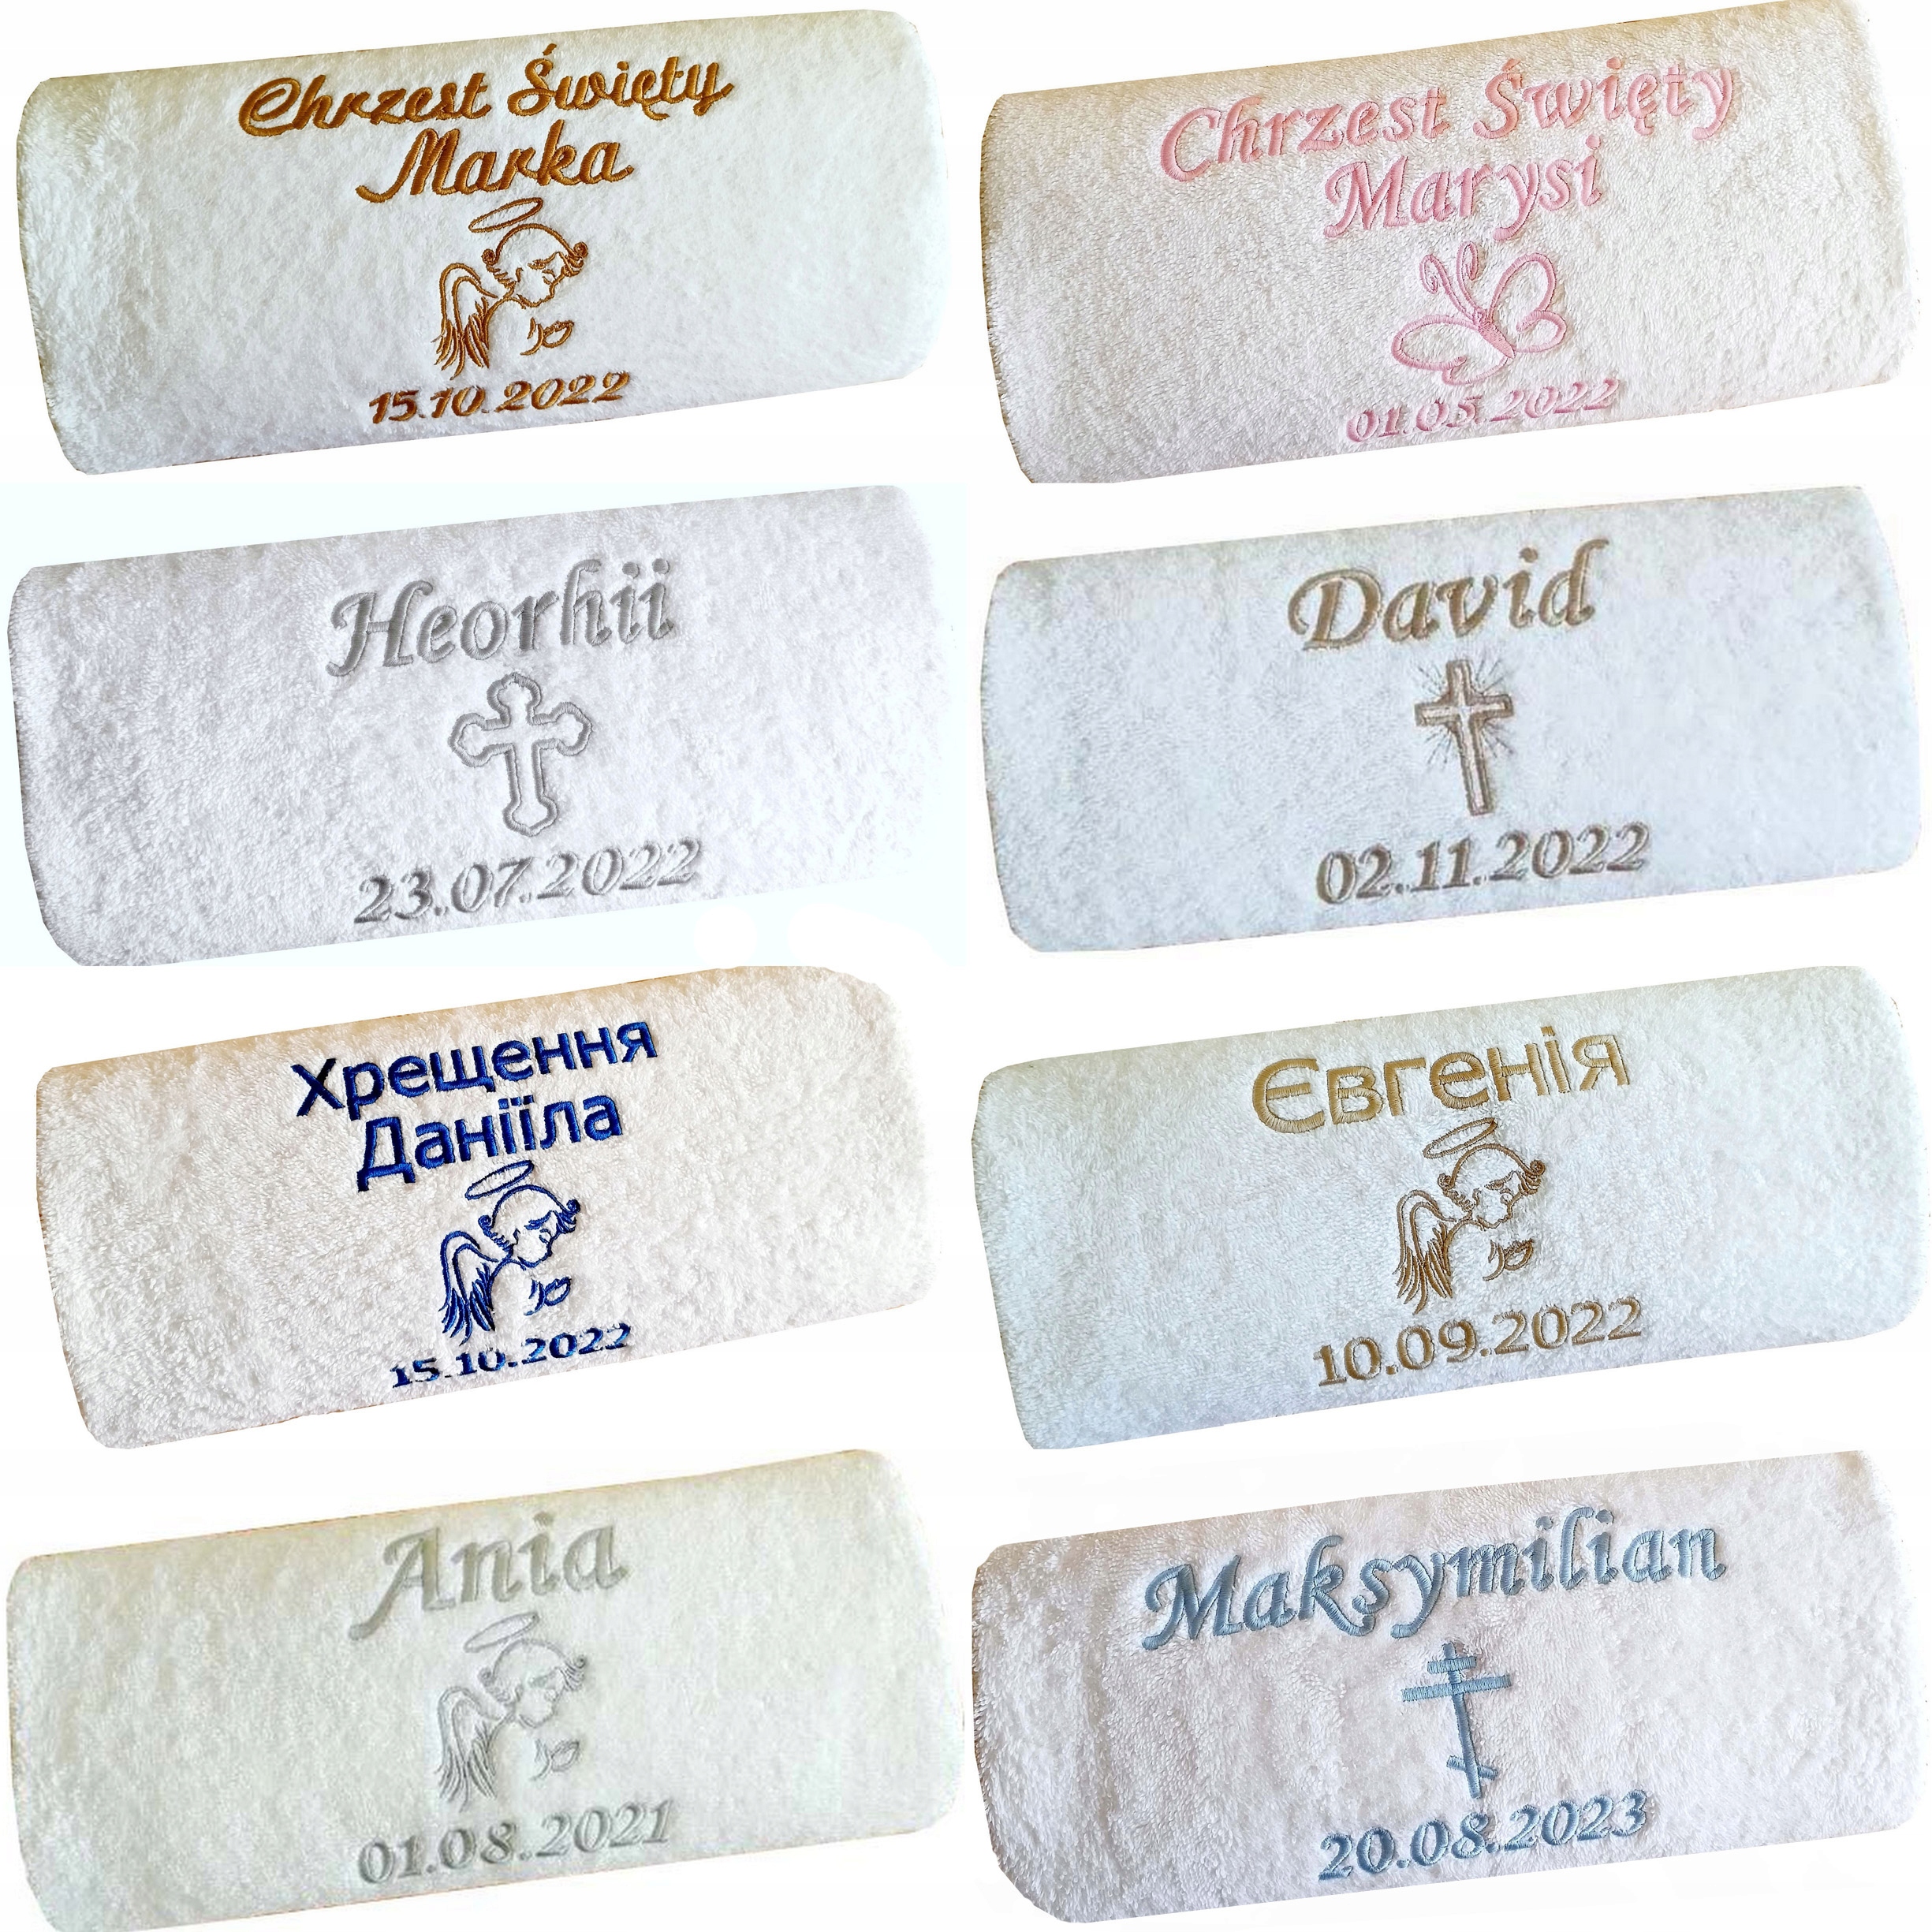 Chrzest Święty
Marka
15.10.2022
Chrzest Święty
Marysi
01.05.2022
Heorhii
23.07.2022
David
02.11.2022
Хрещення
Даніїла
15.10.2022
Євгенія
10.09.2022
Ania
01.08.2021
Maksymilian
20.08.2023